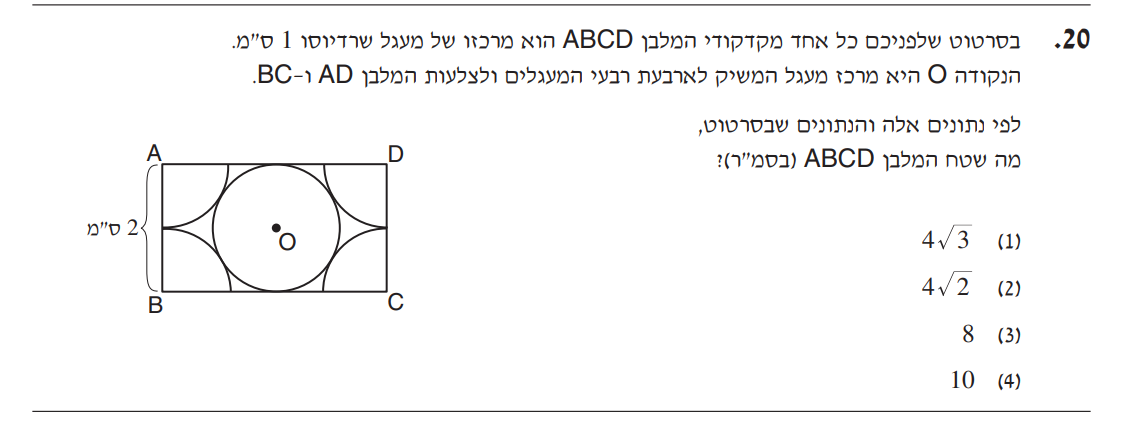 20. בסרטוט שלפניכם כל אחד מקדקודי המלבן ABCD הוא מרכזו של מעגל שרדיוסו 1 ס"מ.
הנקודה O היא מרכז מעגל המשיק לארבעת רבעי המעגלים ולצלעות המלבן AD ו-BC.
לפי נתונים אלה והנתונים שבסרטוט,
מה שטח המלבן ABCD (בסמ"ר)?
A D
2 ס"מ
O
B C
(1) 4√3
(2) 4√2
(3) 8
(4) 10